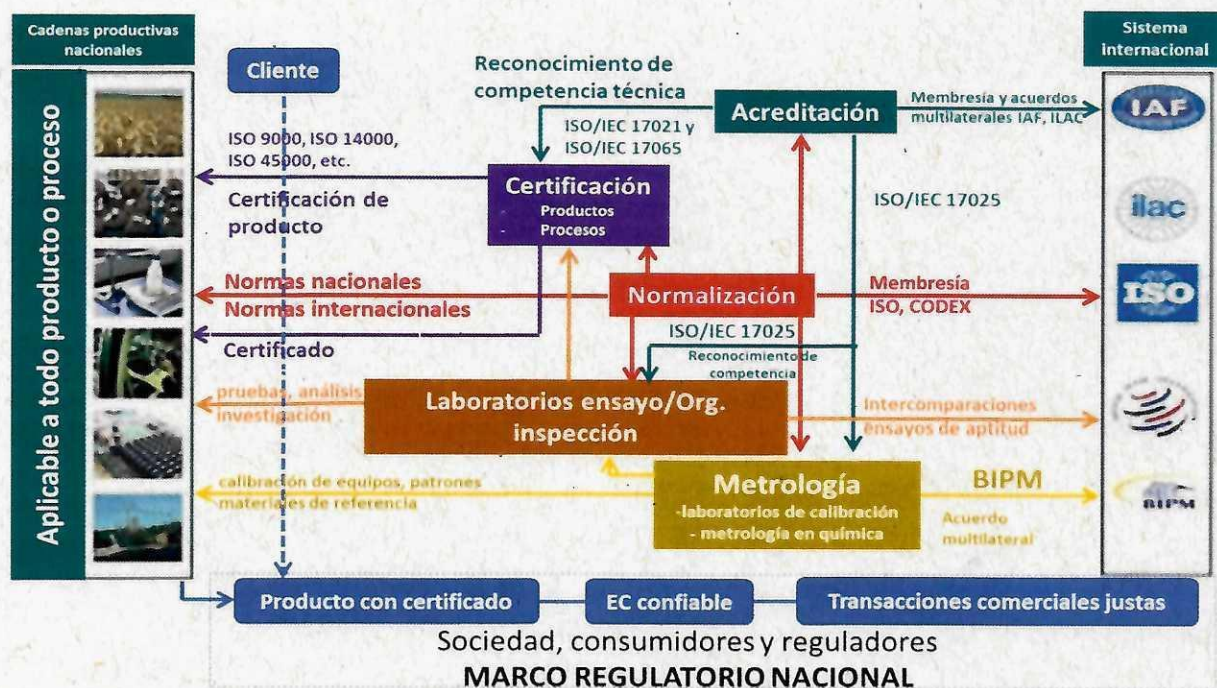 Cadenas productivas
nacionales
Aplicable a todo producto o proceso
Cliente
Reconocimiento de
competencia técnica
Acreditación
Membresía y acuerdos
multilaterales IAF, ILAC
Sistema
internacional
IAF
ISO/IEC 17021 y
ISO/IEC 17065
ISO 9000, ISO 14000,
ISO 45000, etc.
Certificación
Productos
Procesos
Certificación de
producto
ISO/IEC 17025
ilac
Normas nacionales
Normas internacionales
Normalización
Membresía
ISO, CODEX
ISO
ISO/IEC 17025
Reconocimiento de
competencia
Certificado
pruebas, análisis
investigación
Laboratorios ensayo/Org.
inspección
Intercomparaciones
ensayos de aptitud
calibración de equipos, patrones
materiales de referencia
Metrología
-laboratorios de calibración
- metrología en química
BIPM
Acuerdo
multilateral
BIPM
Producto con certificado
EC confiable
Transacciones comerciales justas
Sociedad, consumidores y reguladores
MARCO REGULATORIO NACIONAL